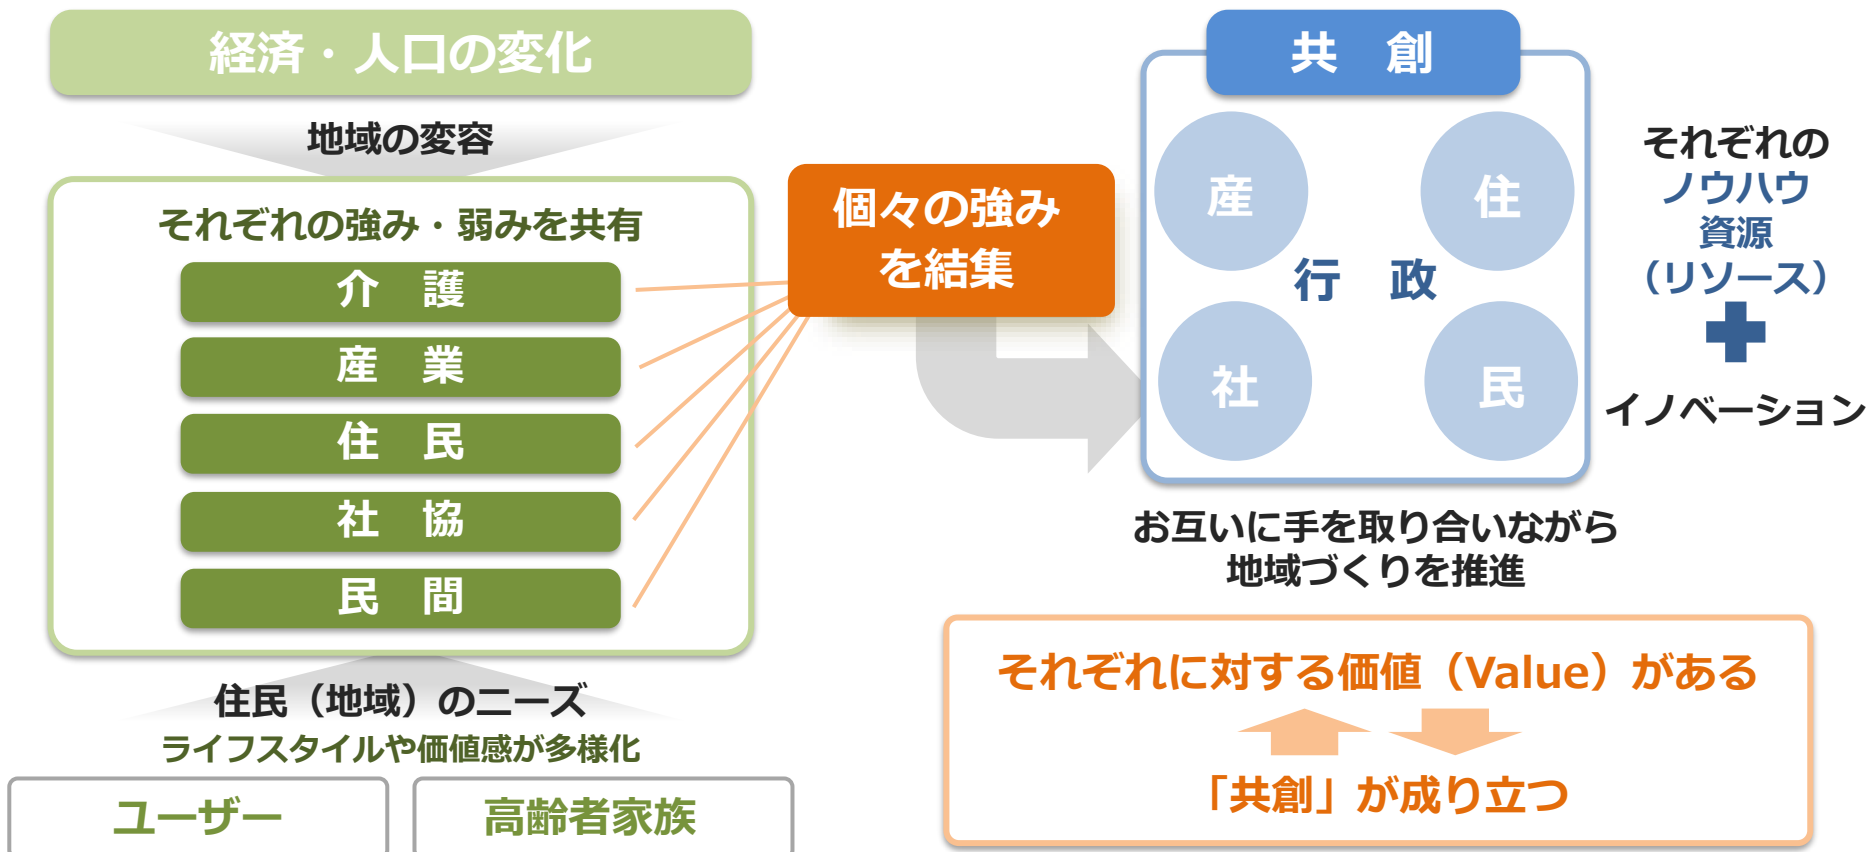 経済・人口の変化
地域の変容
それぞれの強み・弱みを共有
介 護
産 業
住 民
社 協
民 間
住民（地域）のニーズ
ライフスタイルや価値感が多様化
ユーザー
高齢者家族
個々の強み
を結集
共 創
産
住
行 政
社
民
それぞれの
ノウハウ
資源
（リソース）
イノベーション
お互いに手を取り合いながら
地域づくりを推進
それぞれに対する価値（Value）がある
「共創」が成り立つ